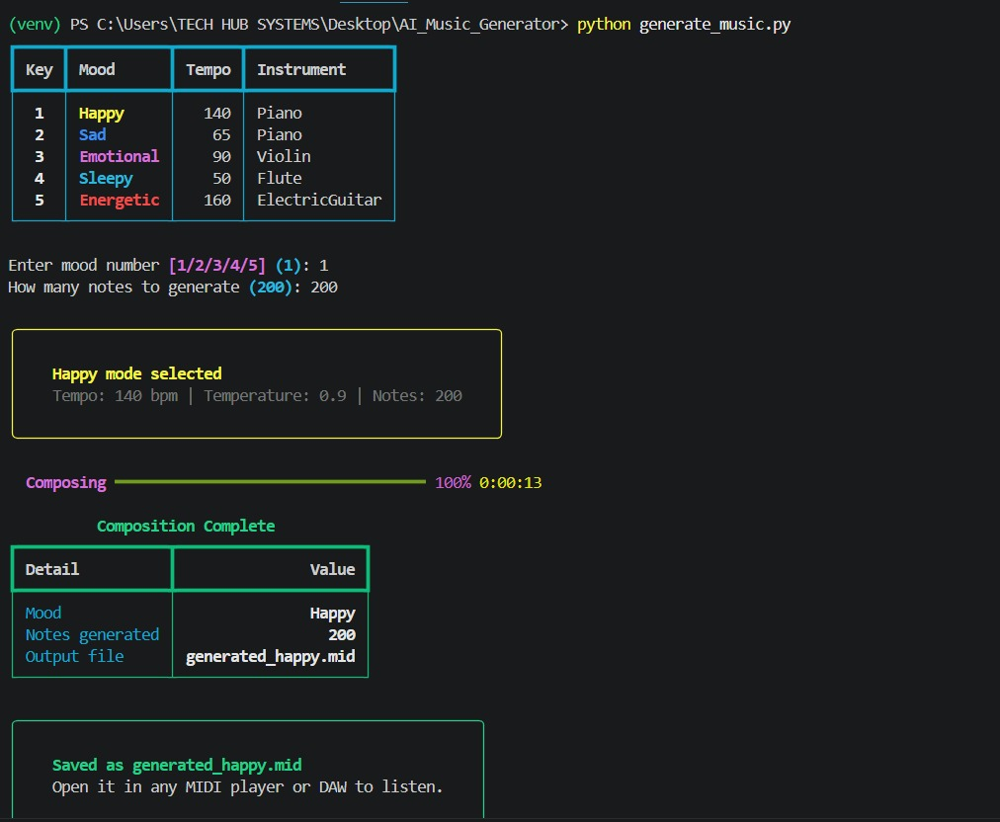 (venv) PS C:\Users\TECH HUB SYSTEMS\Desktop\AI_Music_Generator> python generate_music.py
Key Mood Tempo Instrument
1 Happy 140 Piano
2 Sad 65 Piano
3 Emotional 90 Violin
4 Sleepy 50 Flute
5 Energetic 160 ElectricGuitar
Enter mood number [1/2/3/4/5] (1): 1
How many notes to generate (200): 200
Happy mode selected
Tempo: 140 bpm | Temperature: 0.9 | Notes: 200
Composing 100% 0:00:13
Composition Complete
Detail Value
Mood Happy
Notes generated 200
Output file generated_happy.mid
Saved as generated_happy.mid
Open it in any MIDI player or DAW to listen.